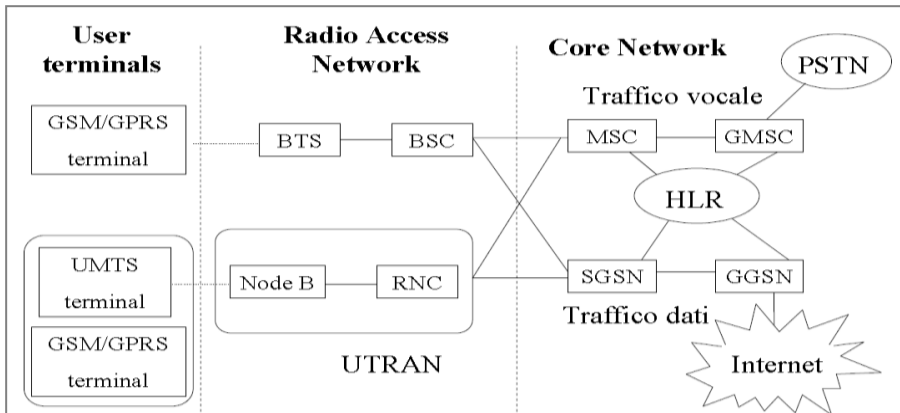 User
terminals
Radio Access
Network
Core Network
PSTN
Traffico vocale
GSM/GPRS
terminal
BTS
BSC
MSC
GMSC
HLR
UMTS
terminal
Node B
RNC
SGSN
GGSN
Traffico dati
GSM/GPRS
terminal
UTRAN
Internet